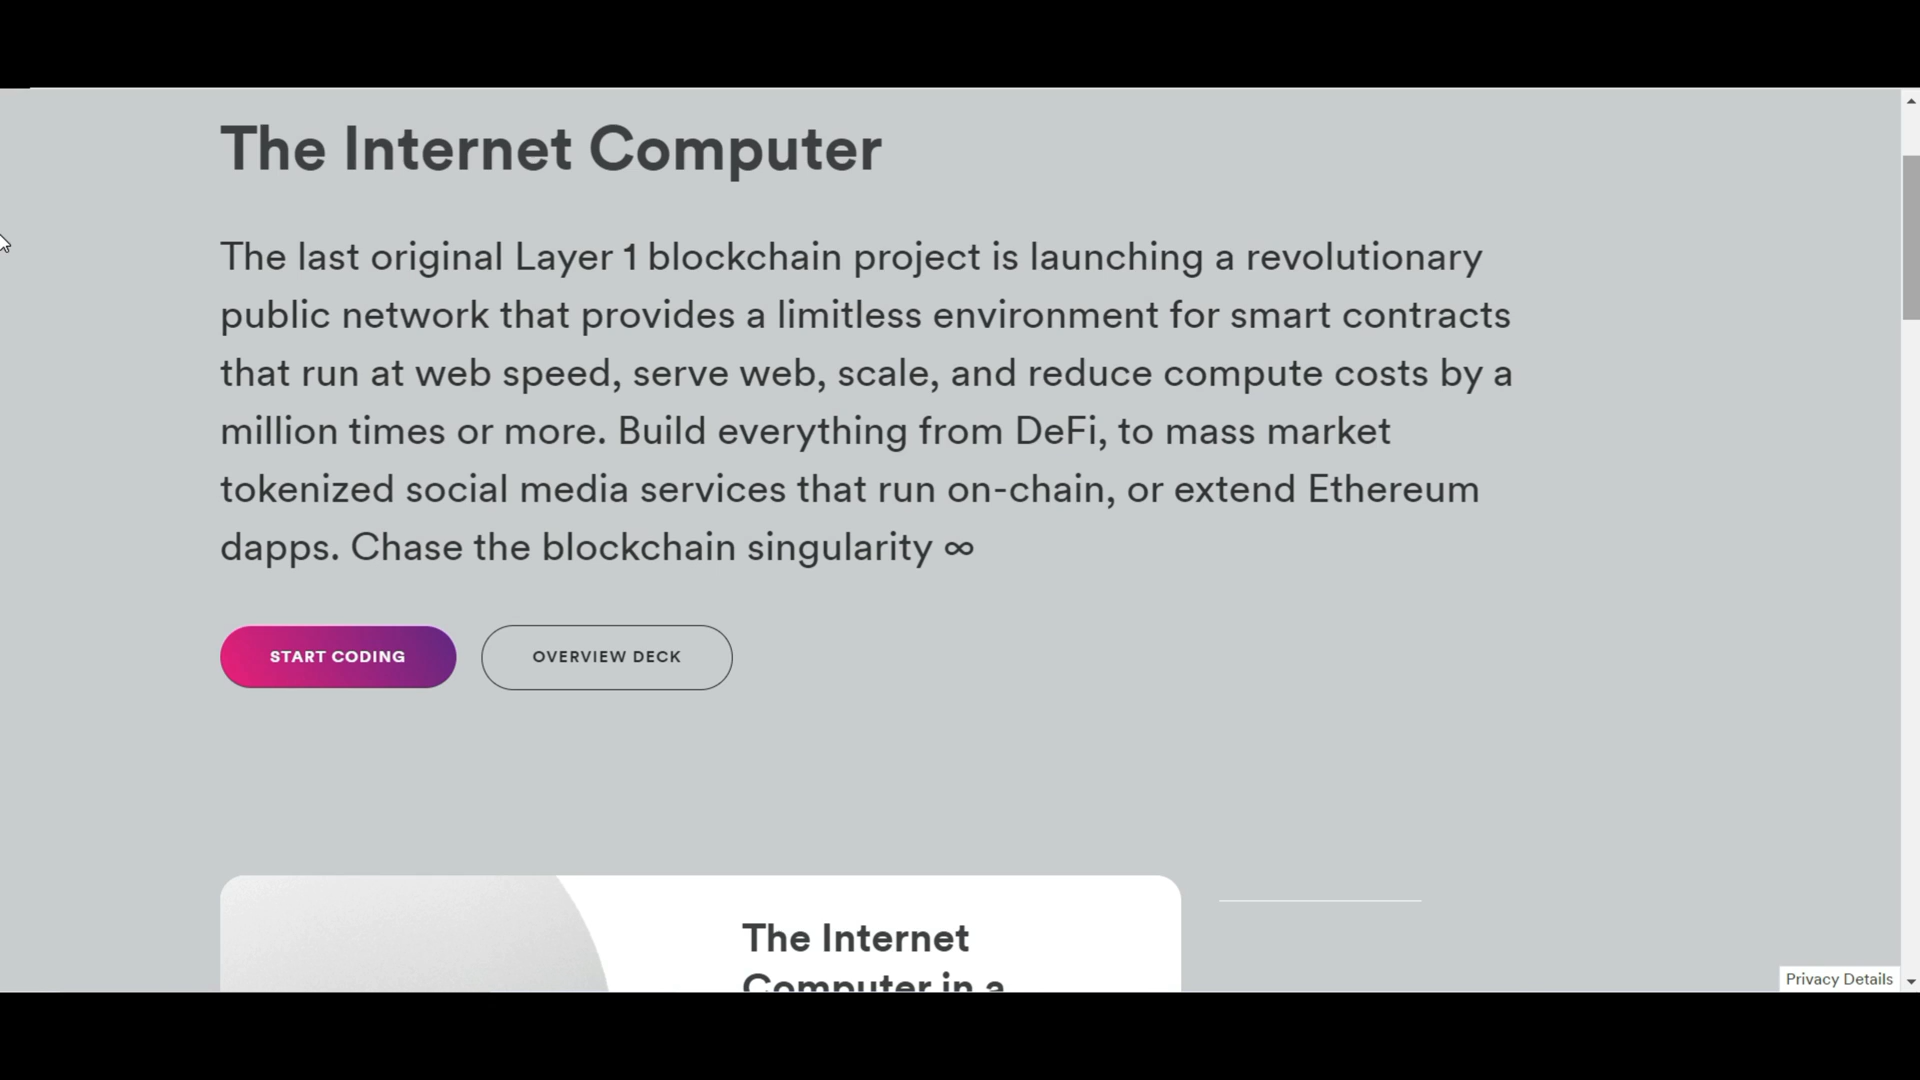 The Internet Computer
The last original Layer 1 blockchain project is launching a revolutionary
public network that provides a limitless environment for smart contracts
that run at web speed, serve web, scale, and reduce compute costs by a
million times or more. Build everything from DeFi, to mass market
tokenized social media services that run on-chain, or extend Ethereum
dapps. Chase the blockchain singularity ∞
START CODING
OVERVIEW DECK
The Internet
Computer in a
Privacy Details